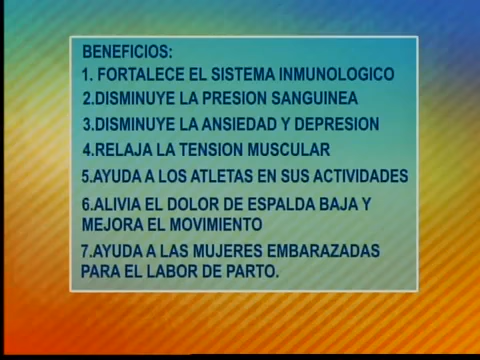 BENEFICIOS:
1. FORTALECE EL SISTEMA INMUNOLOGICO
2.DISMINUYE LA PRESION SANGUINEA
3.DISMINUYE LA ANSIEDAD Y DEPRESION
4.RELAJA LA TENSION MUSCULAR
5.AYUDA A LOS ATLETAS EN SUS ACTIVIDADES
6.ALIVIA EL DOLOR DE ESPALDA BAJA Y
MEJORA EL MOVIMIENTO
7.AYUDA A LAS MUJERES EMBARAZADAS
PARA EL LABOR DE PARTO.